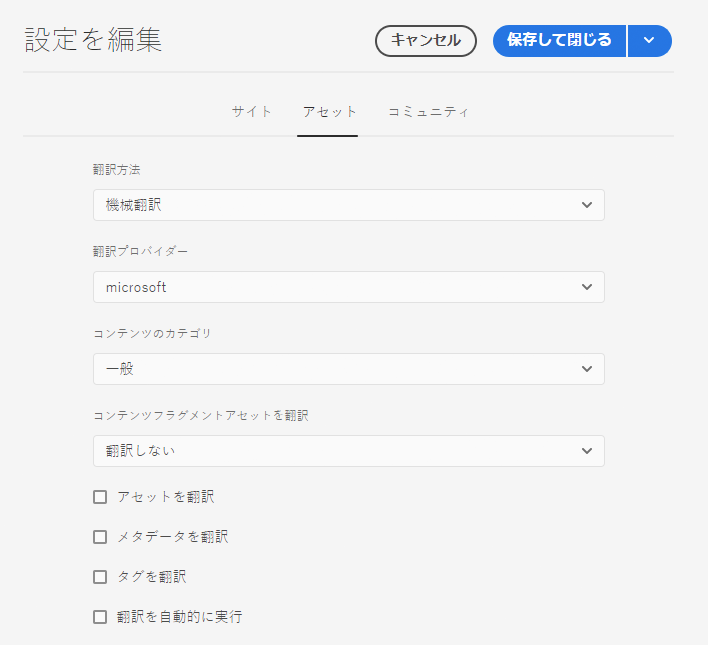 設定を編集
キャンセル
保存して閉じる
サイト
アセット
コミュニティ
翻訳方法
機械翻訳
翻訳プロバイダー
microsoft
コンテンツのカテゴリ
一般
コンテンツフラグメントアセットを翻訳
翻訳しない
アセットを翻訳
メタデータを翻訳
タグを翻訳
翻訳を自動的に実行